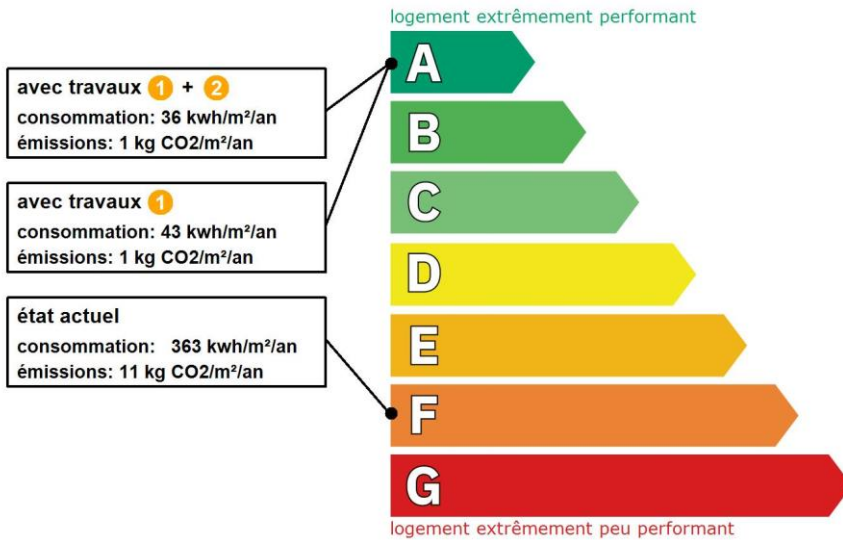 logement extrêmement performant
avec travaux 1 + 2
consommation: 36 kwh/m²/an
émissions: 1 kg CO2/m²/an
avec travaux 1
consommation: 43 kwh/m²/an
émissions: 1 kg CO2/m²/an
état actuel
consommation: 363 kwh/m²/an
émissions: 11 kg CO2/m²/an
A
B
C
D
E
F
G
logement extrêmement peu performant